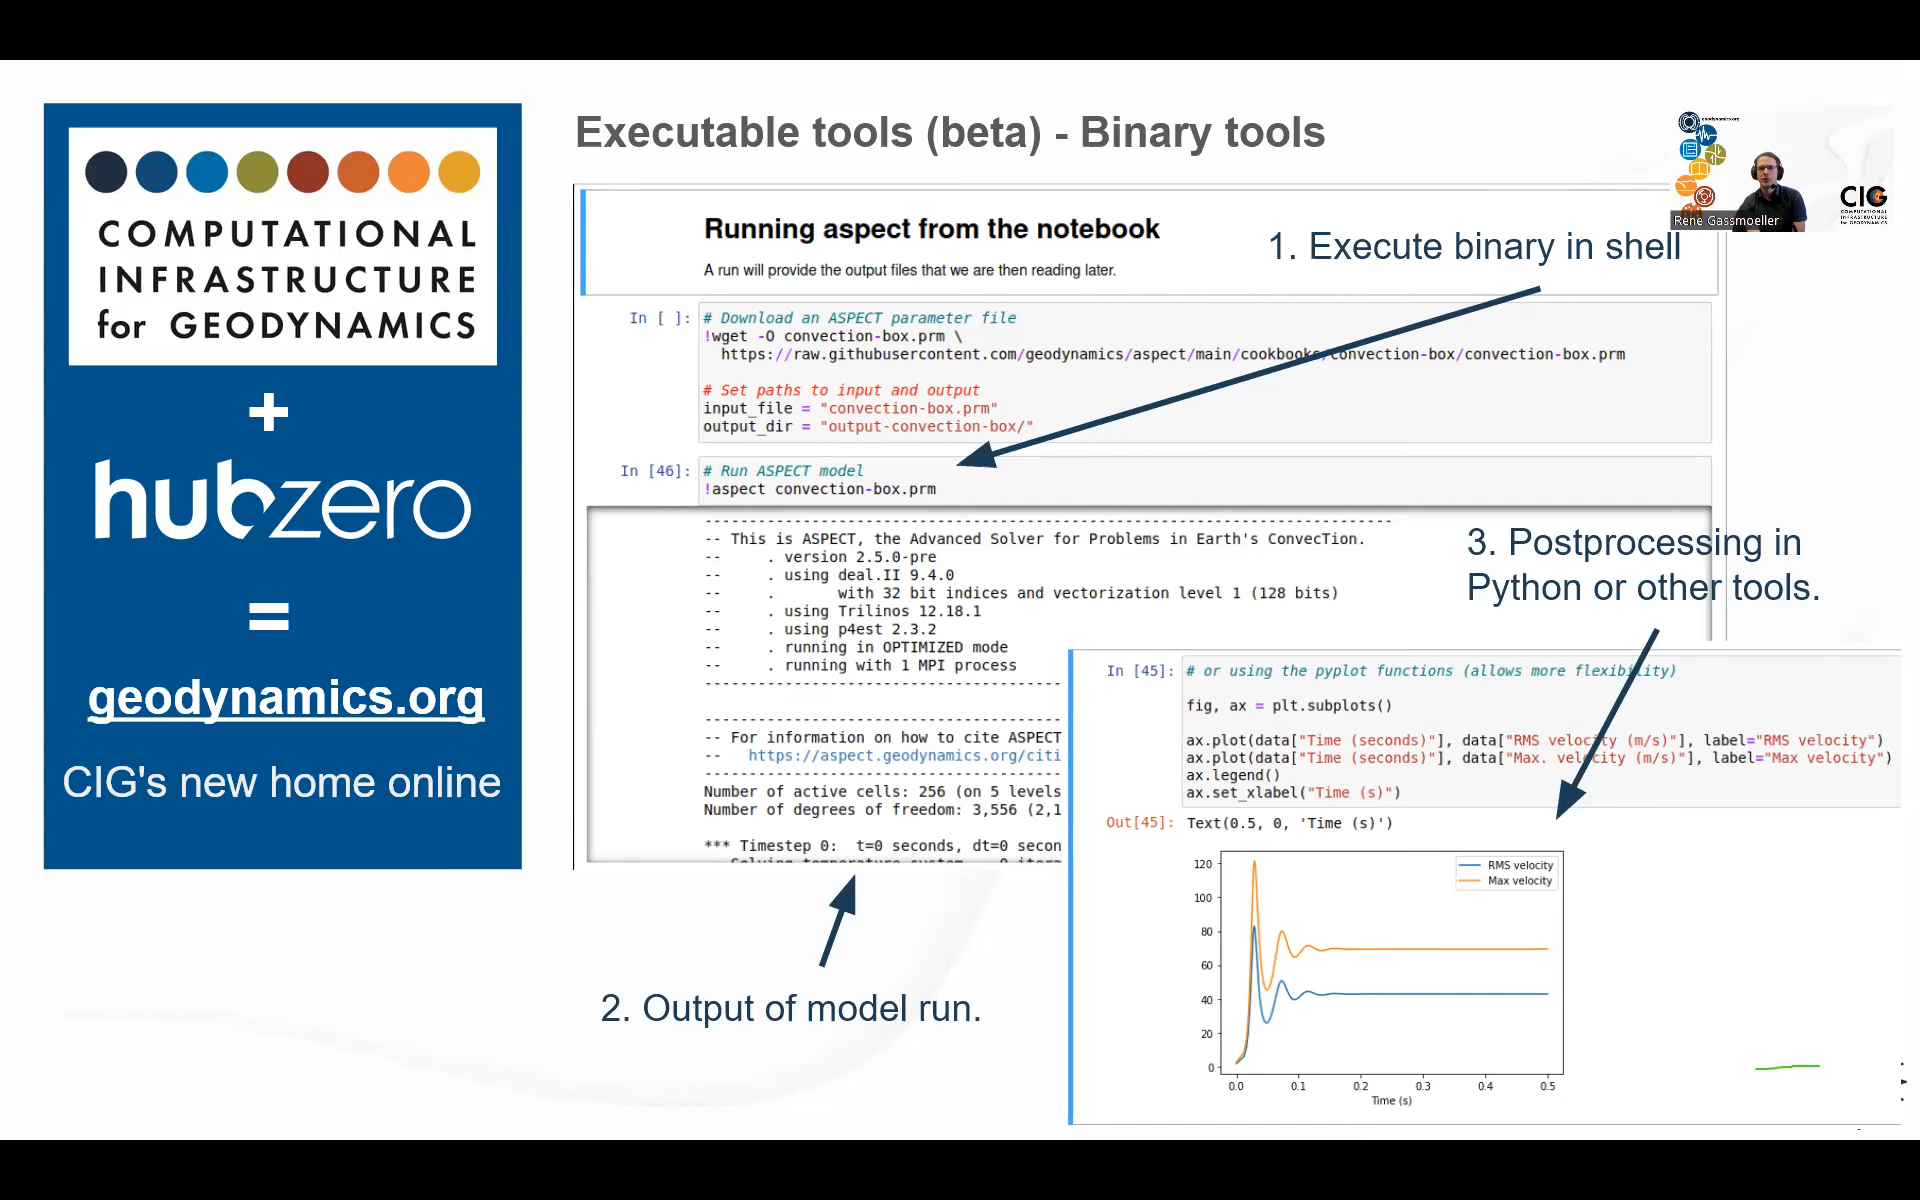 COMPUTATIONAL
INFRASTRUCTURE
for GEODYNAMICS
+
hubzero
=
geodynamics.org
CIG's new home online
Executable tools (beta) - Binary tools
geodynamics.org
Rene Gassmoeller
CIG
COMPUTATIONAL
INFRASTRUCTURE
for GEODYNAMICS
1. Execute binary in shell
Running aspect from the notebook
A run will provide the output files that we are then reading later.
In [ ]:
# Download an ASPECT parameter file
!wget -O convection-box.prm \
https://raw.githubusercontent.com/geodynamics/aspect/main/cookbooks/convection-box/convection-box.prm
# Set paths to input and output
input_file = "convection-box.prm"
output_dir = "output-convection-box/"
In [46]:
# Run ASPECT model
!aspect convection-box.prm
-----------------------------------------------------------------------------
-- This is ASPECT, the Advanced Solver for Problems in Earth's ConvecTion.
-- . version 2.5.0-pre
-- . using deal.II 9.4.0
-- . with 32 bit indices and vectorization level 1 (128 bits)
-- . using Trilinos 12.18.1
-- . using p4est 2.3.2
-- . running in OPTIMIZED mode
-- . running with 1 MPI process
----------------------------------------
----------------------------------------
-- For information on how to cite ASPECT
-- https://aspect.geodynamics.org/citi
----------------------------------------
Number of active cells: 256 (on 5 levels
Number of degrees of freedom: 3,556 (2,1
*** Timestep 0: t=0 seconds, dt=0 secon
Solving temperature system... 0 itera
2. Output of model run.
3. Postprocessing in
Python or other tools.
In [45]:
# or using the pyplot functions (allows more flexibility)
fig, ax = plt.subplots()
ax.plot(data["Time (seconds)"], data["RMS velocity (m/s)"], label="RMS velocity")
ax.plot(data["Time (seconds)"], data["Max. velocity (m/s)"], label="Max velocity")
ax.legend()
ax.set_xlabel("Time (s)")
Out[45]: Text(0.5, 0, 'Time (s)')
RMS velocity
Max velocity
120
100
80
60
40
20
0
0.0 0.1 0.2 0.3 0.4 0.5
Time (s)